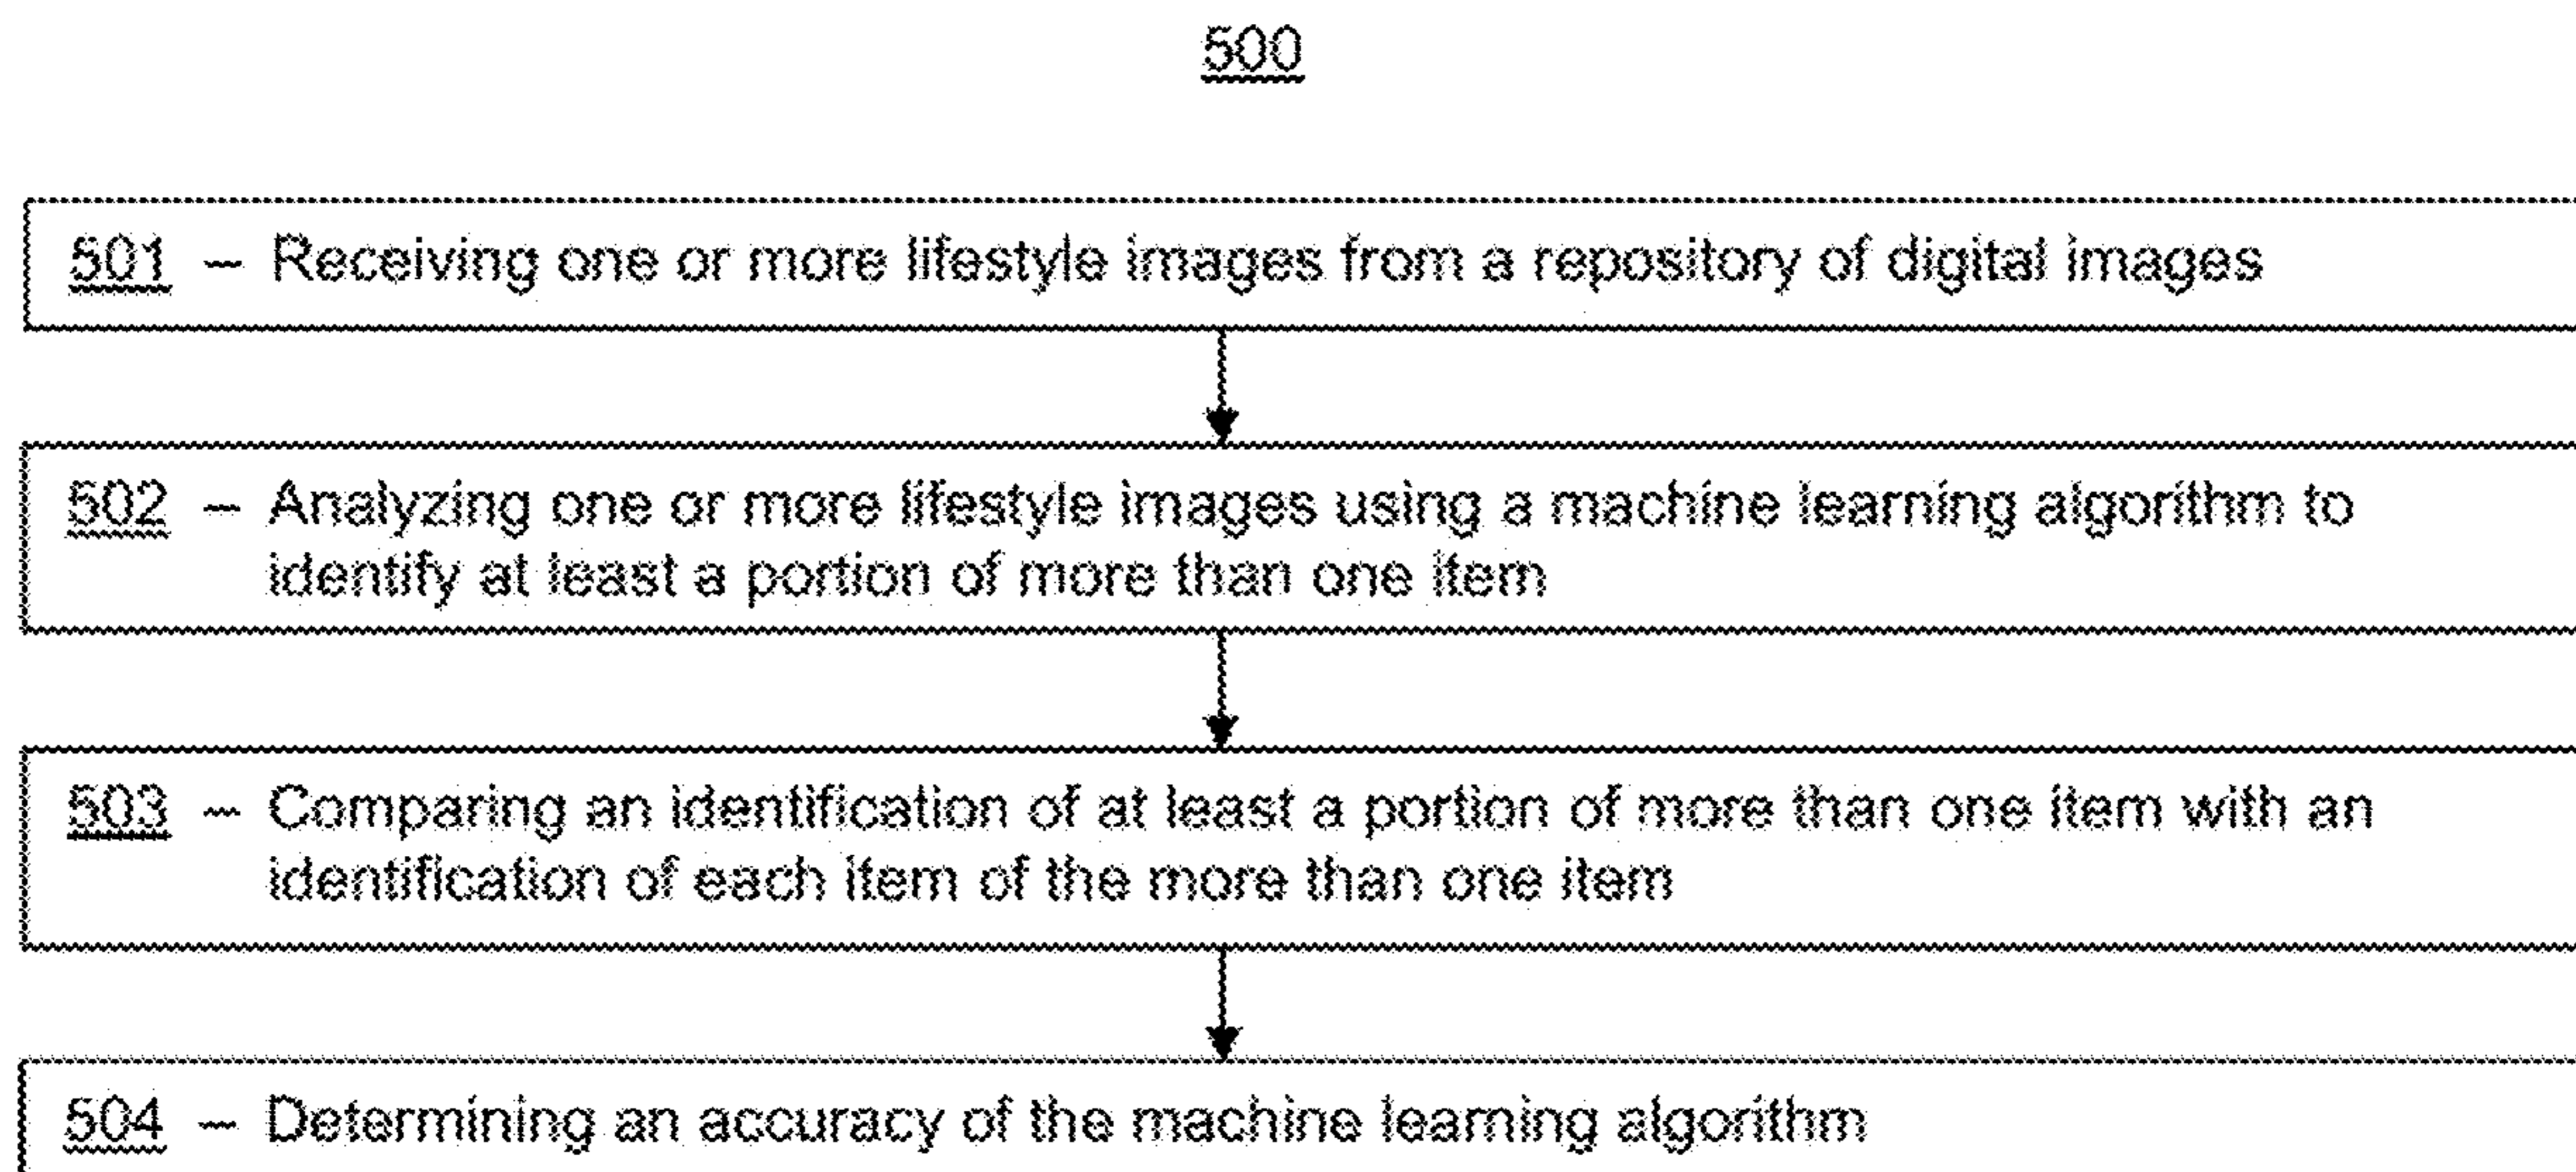 500
501 – Receiving one or more lifestyle images from a repository of digital images
502 – Analyzing one or more lifestyle images using a machine learning algorithm to
identify at least a portion of more than one item
503 – Comparing an identification of at least a portion of more than one item with an
identification of each item of the more than one item
504 – Determining an accuracy of the machine learning algorithm